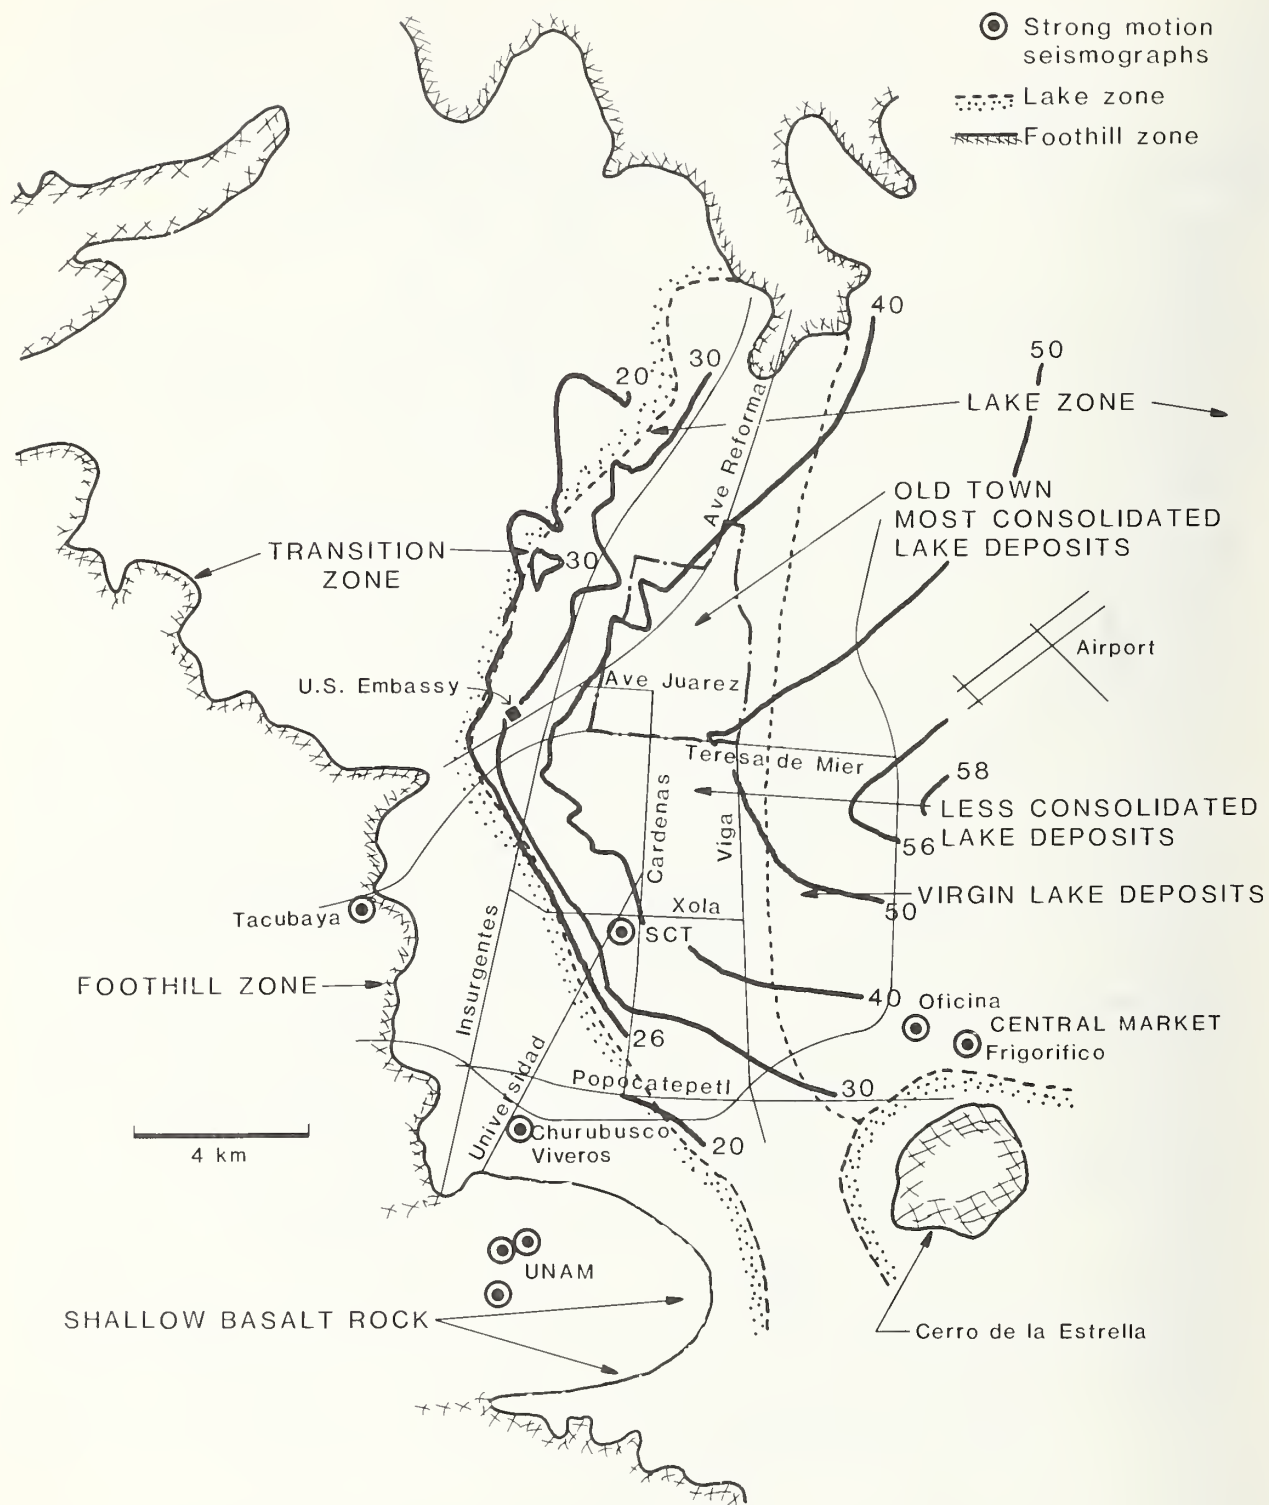 Strong motion
seismographs
Lake zone
Foothill zone
40
50
30
20
LAKE ZONE
Ave Reforma
OLD TOWN
MOST CONSOLIDATED
LAKE DEPOSITS
TRANSITION
ZONE
30
Airport
U.S. Embassy
Ave Juarez
Teresa de Mier
58
LESS CONSOLIDATED
LAKE DEPOSITS
56
Cardenas
Viga
VIRGIN LAKE DEPOSITS
50
Xola
Tacubaya
SCT
Insurgentes
FOOTHILL ZONE
40
Oficina
CENTRAL MARKET
Frigorifico
26
Universidad
Popocatepetl
30
4 km
Churubusco
Viveros
20
UNAM
SHALLOW BASALT ROCK
Cerro de la Estrella